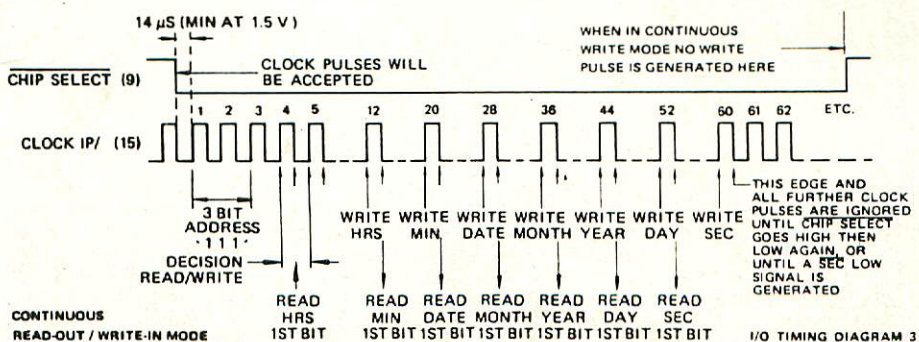 14 µS (MIN AT 1.5 V)
WHEN IN CONTINUOUS
WRITE MODE NO WRITE
PULSE IS GENERATED HERE
CHIP SELECT (9)
CLOCK PULSES WILL
BE ACCEPTED
1 2 3 4 5 12 20 28 36 44 52 60 61 62 ETC.
CLOCK IP/ (15)
3 BIT
ADDRESS
'111'
DECISION
READ/WRITE
WRITE WRITE WRITE WRITE WRITE WRITE WRITE
HRS MIN DATE MONTH YEAR DAY SEC
THIS EDGE AND
ALL FURTHER CLOCK
PULSES ARE IGNORED
UNTIL CHIP SELECT
GOES HIGH THEN
LOW AGAIN, OR
UNTIL A SEC LOW
SIGNAL IS
GENERATED
READ READ READ READ READ READ READ
HRS MIN DATE MONTH YEAR DAY SEC
1ST BIT 1ST BIT 1ST BIT 1ST BIT 1ST BIT 1ST BIT 1ST BIT
CONTINUOUS
READ-OUT / WRITE-IN MODE
I/O TIMING DIAGRAM 3